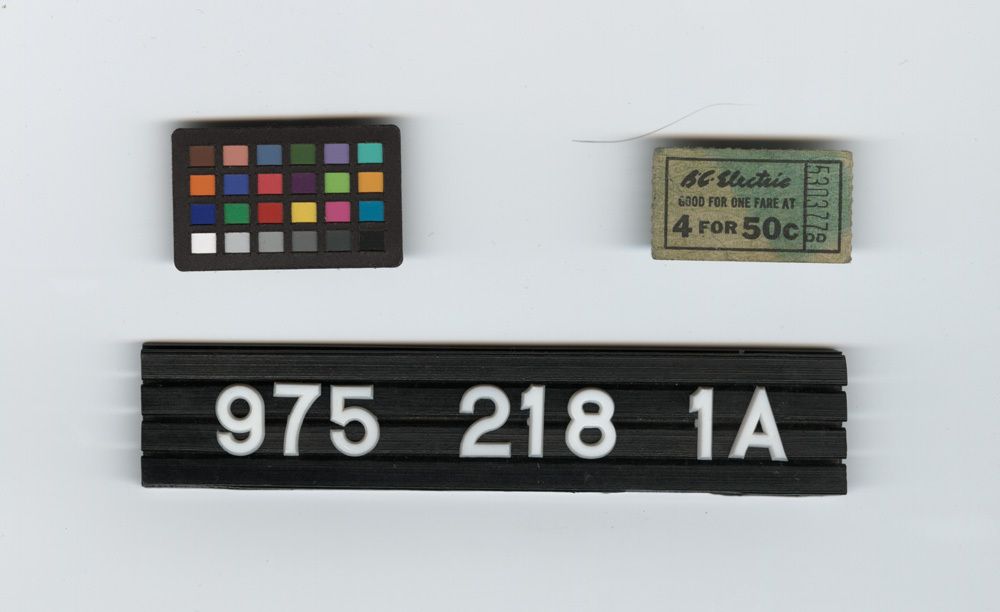 BC Electric
GOOD FOR ONE FARE AT
4 FOR 50c
975 218 1A